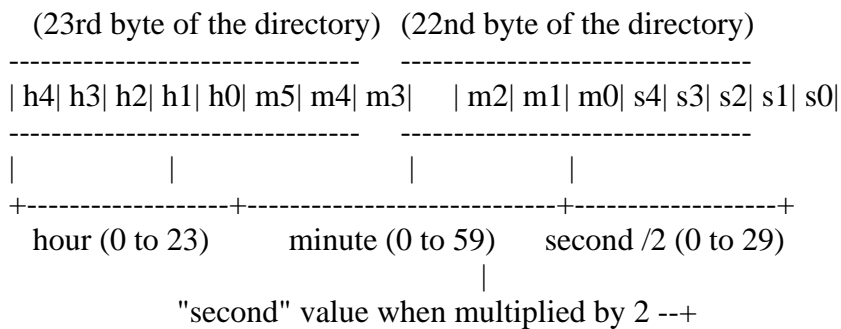 (23rd byte of the directory) (22nd byte of the directory)
--------------------------------- ---------------------------------
| h4| h3| h2| h1| h0| m5| m4| m3| | m2| m1| m0| s4| s3| s2| s1| s0|
--------------------------------- ---------------------------------
| | | |
+-------------------+-----------------------------+-------------------+
hour (0 to 23) minute (0 to 59) second /2 (0 to 29)
|
"second" value when multiplied by 2 --+